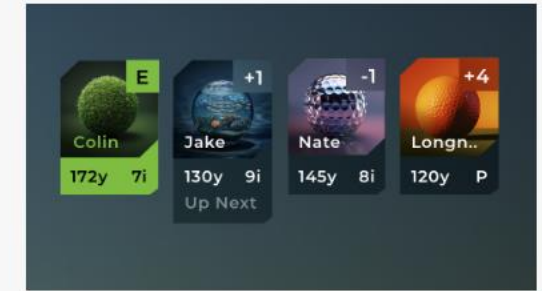 E
Colin
172y 7i
+1
Jake
130y 9i
Up Next
-1
Nate
145y 8i
+4
Longn..
120y P